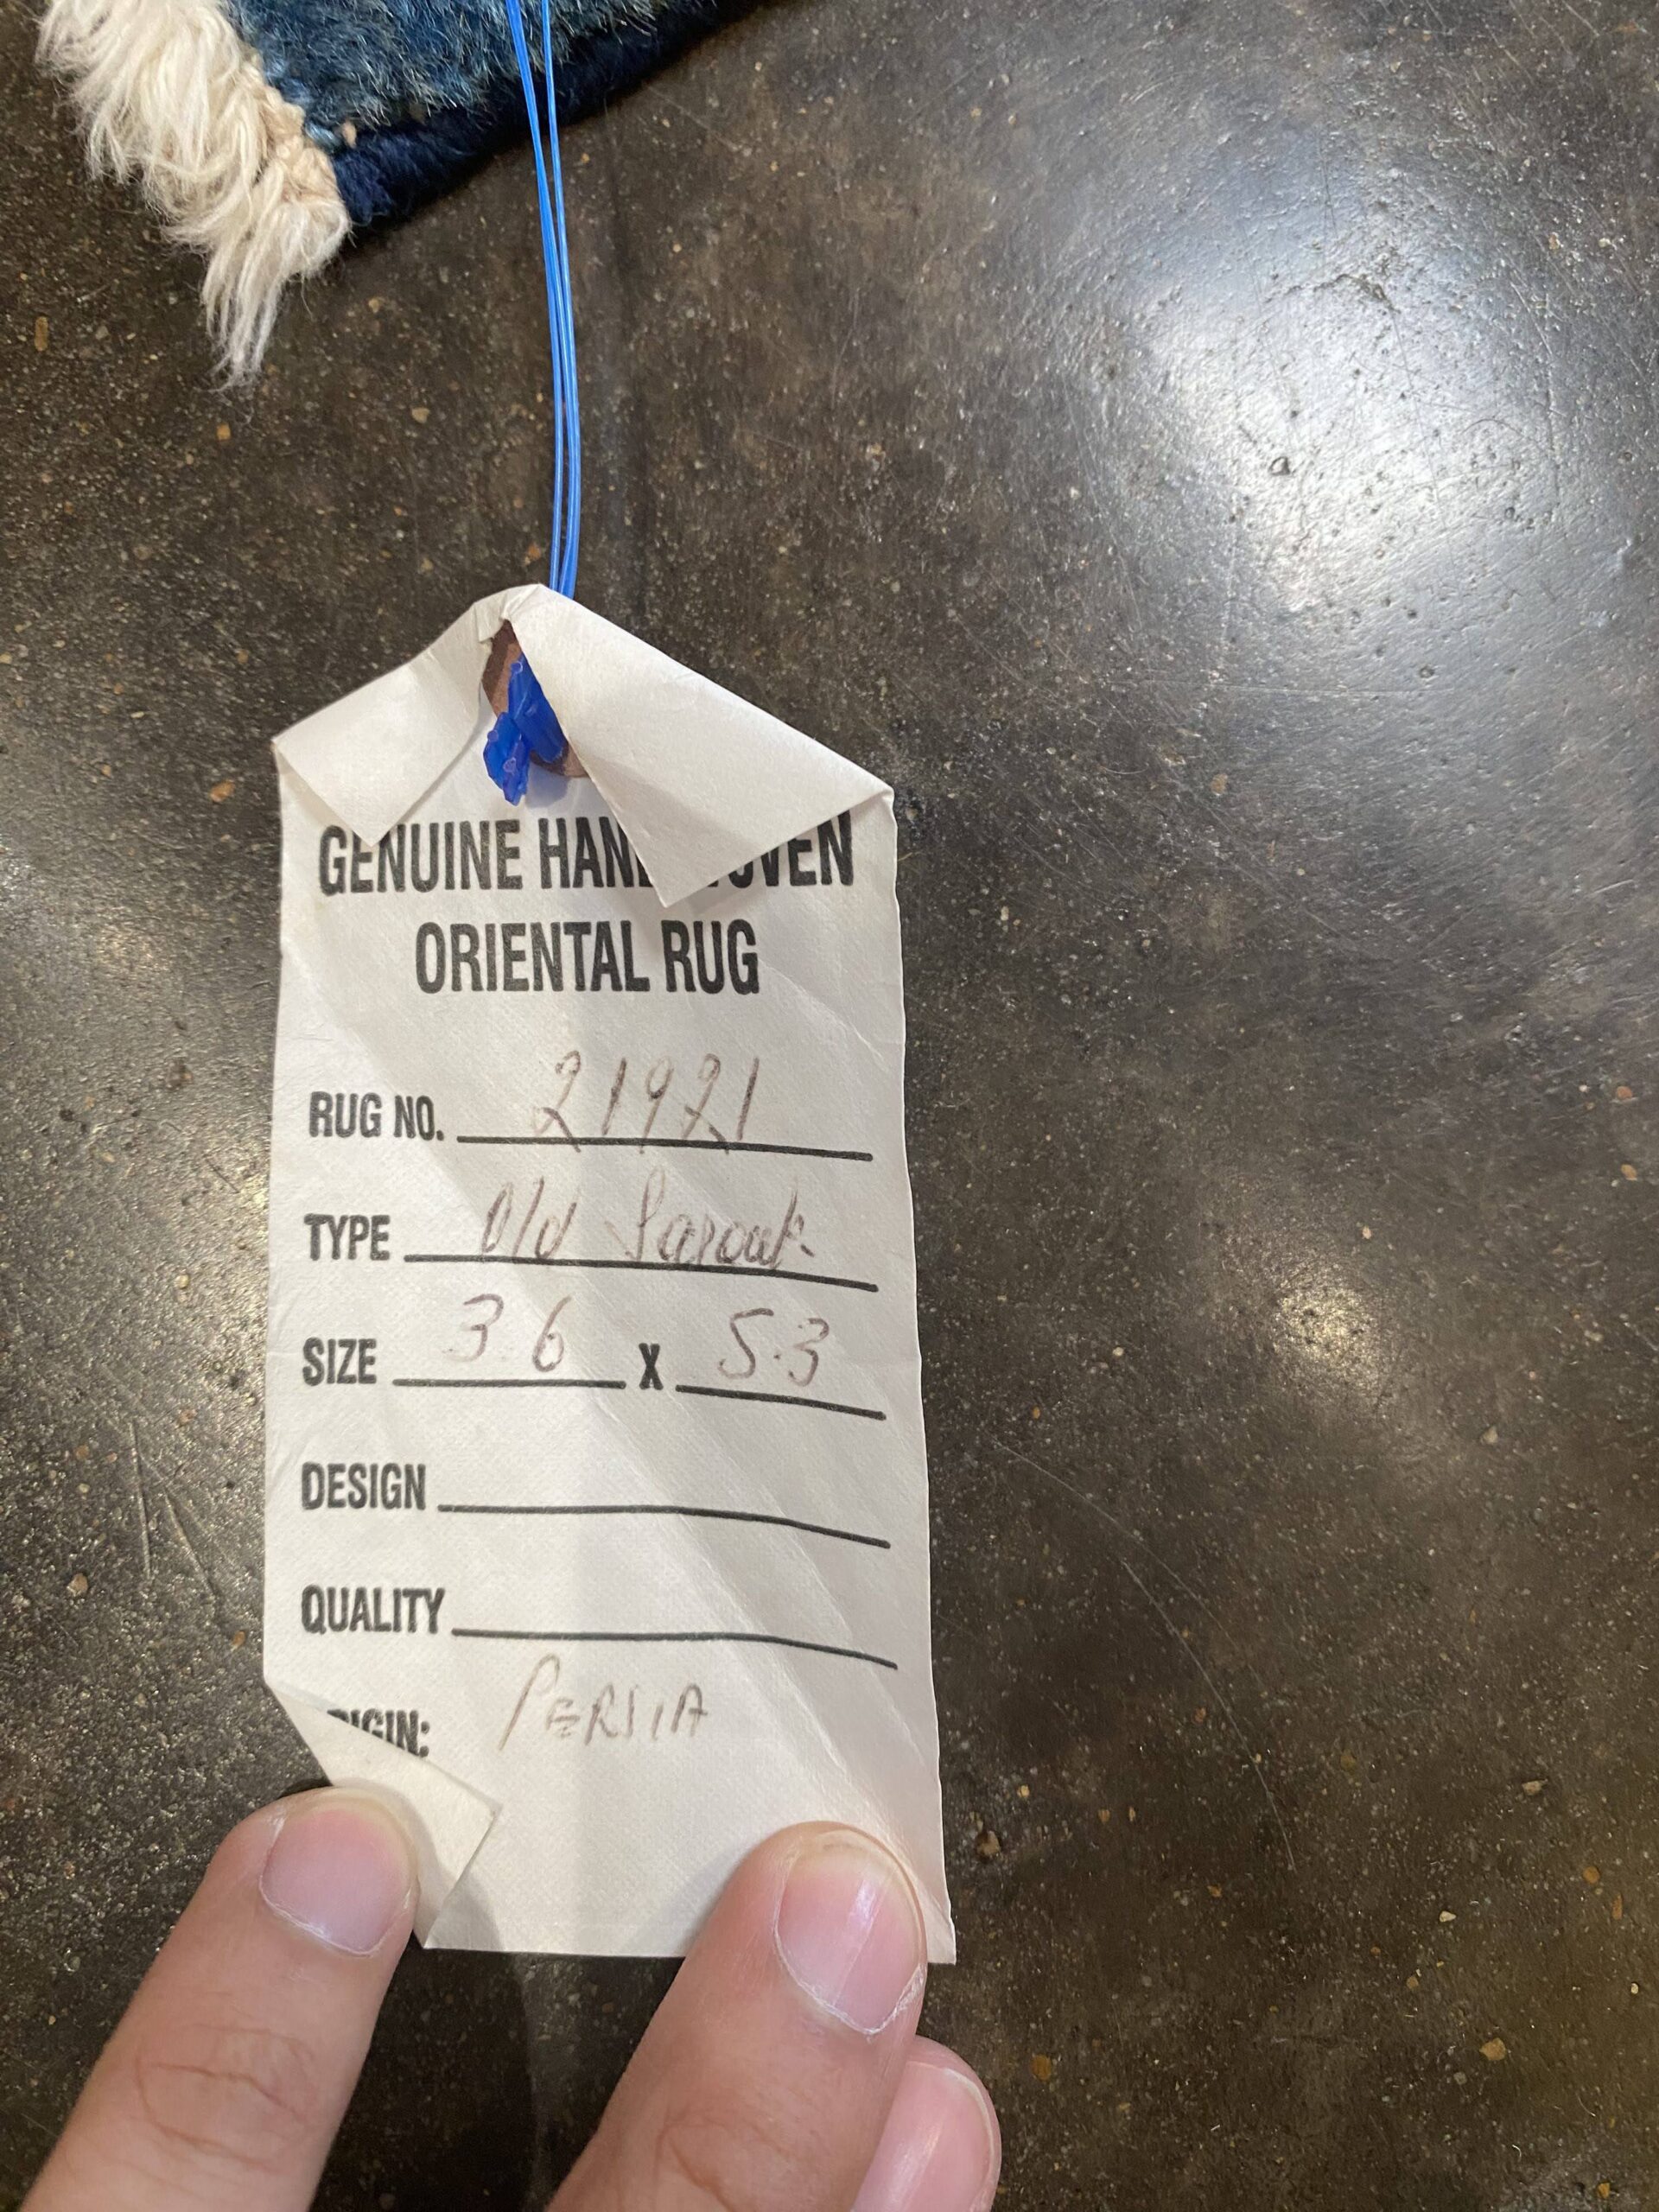 GENUINE HAND WOVEN
ORIENTAL RUG
RUG NO. 21921
TYPE Old Sarouk
SIZE 3.6 X 5.3
DESIGN
QUALITY
ORIGIN: PERSIA